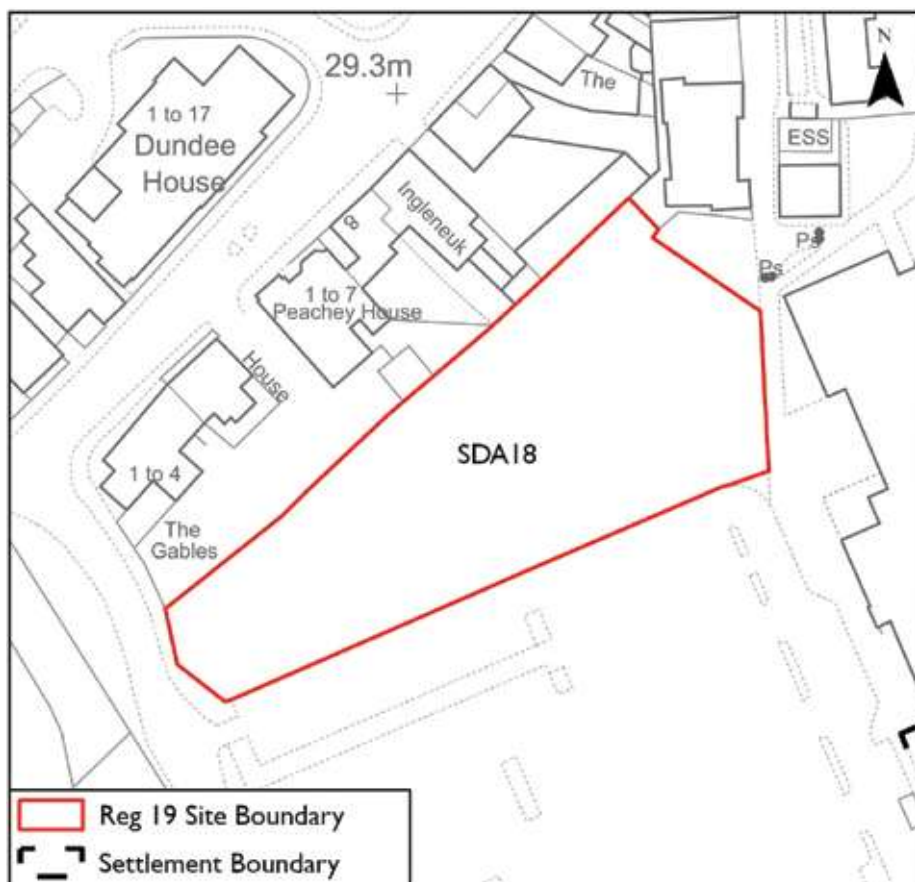 29.3m
The
N
1 to 17
Dundee
House
ESS
Ps
Ps
Ingleneuk
8
1 to 7
Peachey House
House
SDA18
1 to 4
The
Gables
Reg 19 Site Boundary
Settlement Boundary